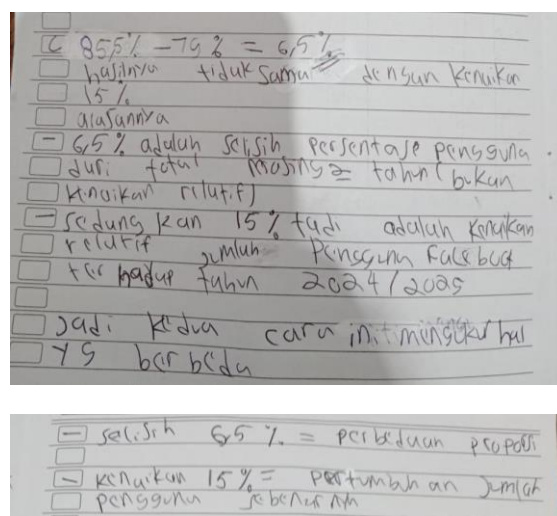 C 85,5% - 79% = 6,5%
hasilnya tidak sama dengan kenaikan
15%
alasannya
- 6,5% adalah selisih persentase pengguna
dari total masing2 tahun (bukan
kenaikan relatif)
- sedangkan 15% tadi adalah kenaikan
relatif jumlah pengguna facebook
terhadap tahun 2024/2025
Jadi kedua cara ini mengukur hal
yg berbeda
- selisih 6,5% = perbedaan proporsi
- kenaikan 15% = pertumbuhan jumlah
pengguna sebenarnya